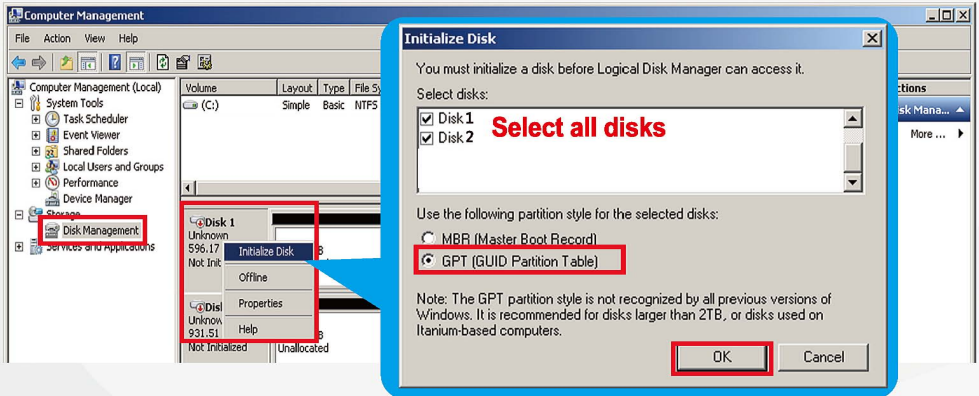 Computer Management
File Action View Help
Computer Management (Local)
System Tools
Task Scheduler
Event Viewer
Shared Folders
Local Users and Groups
Performance
Device Manager
Storage
Disk Management
Services and Applications
Volume Layout Type File Sy
(C:) Simple Basic NTFS
Disk 1
Unknown
596.17
Not Init
Initialize Disk
Offline
Properties
Help
Disk
Unknow
931.51
Not Initialized
Unallocated
Initialize Disk
You must initialize a disk before Logical Disk Manager can access it.
Select disks:
Disk 1
Disk 2
Select all disks
Use the following partition style for the selected disks:
MBR (Master Boot Record)
GPT (GUID Partition Table)
Note: The GPT partition style is not recognized by all previous versions of
Windows. It is recommended for disks larger than 2TB, or disks used on
Itanium-based computers.
OK Cancel
ctions
isk Mana...
More ...